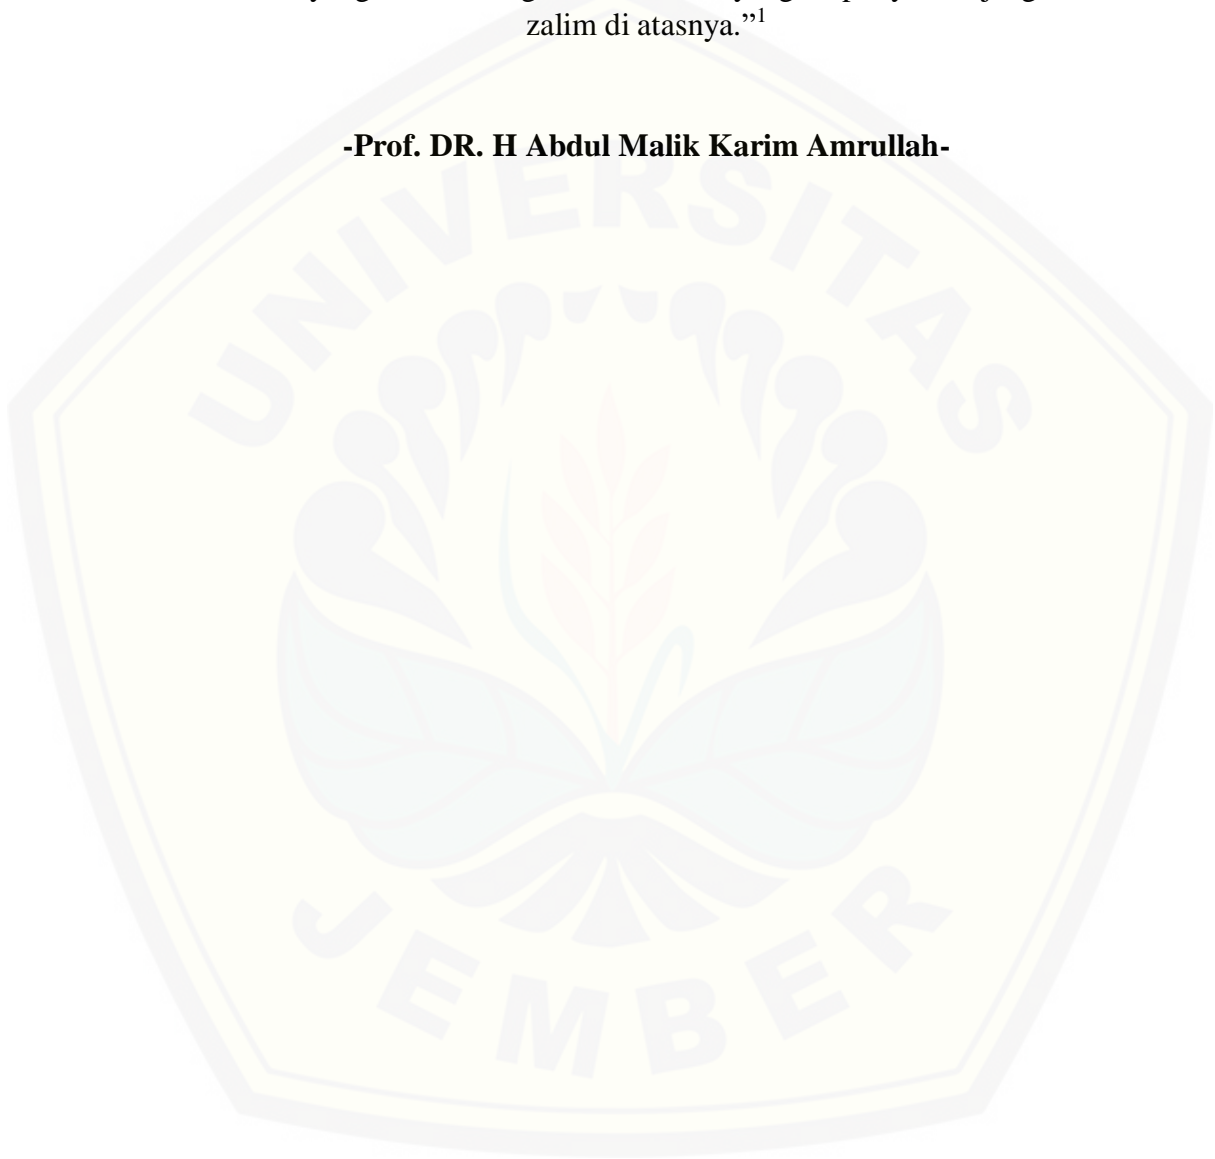 zalim di atasnya.”1
-Prof. DR. H Abdul Malik Karim Amrullah-
UNIVERSITAS
JEMBER